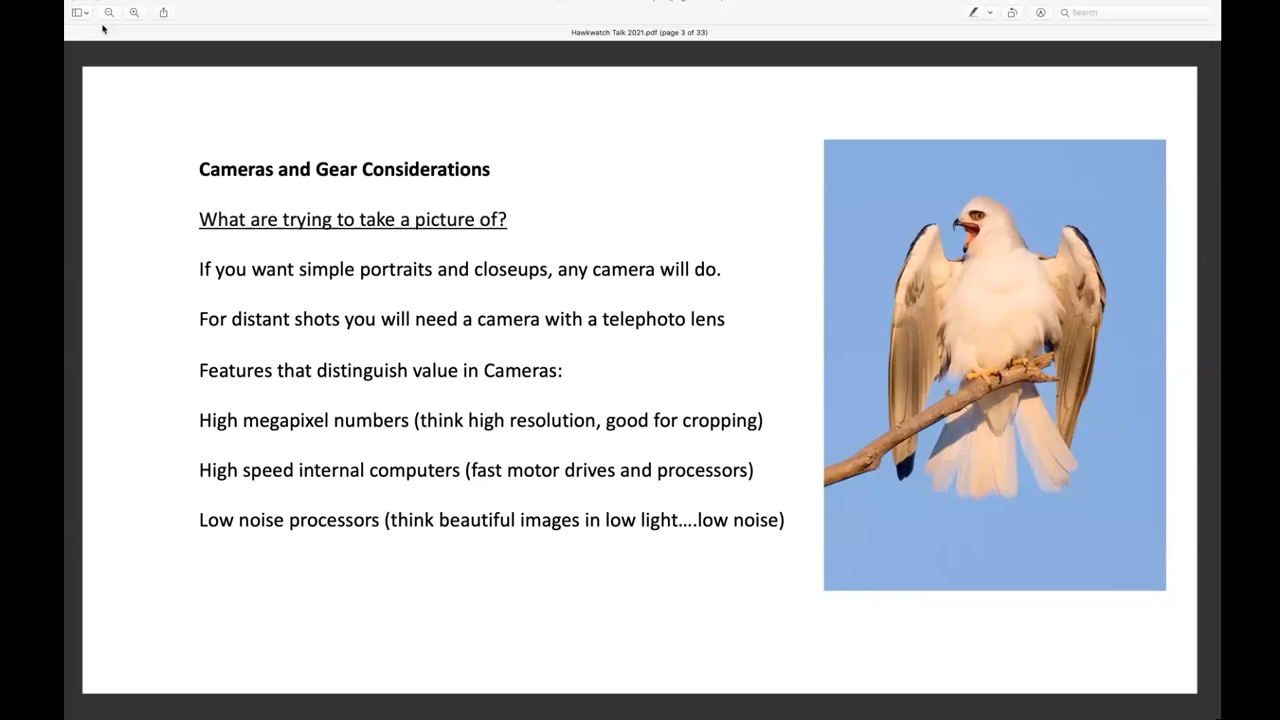 Search
Hawkwatch Talk 2021.pdf (page 3 of 33)
Cameras and Gear Considerations
What are trying to take a picture of?
If you want simple portraits and closeups, any camera will do.
For distant shots you will need a camera with a telephoto lens
Features that distinguish value in Cameras:
High megapixel numbers (think high resolution, good for cropping)
High speed internal computers (fast motor drives and processors)
Low noise processors (think beautiful images in low light....low noise)